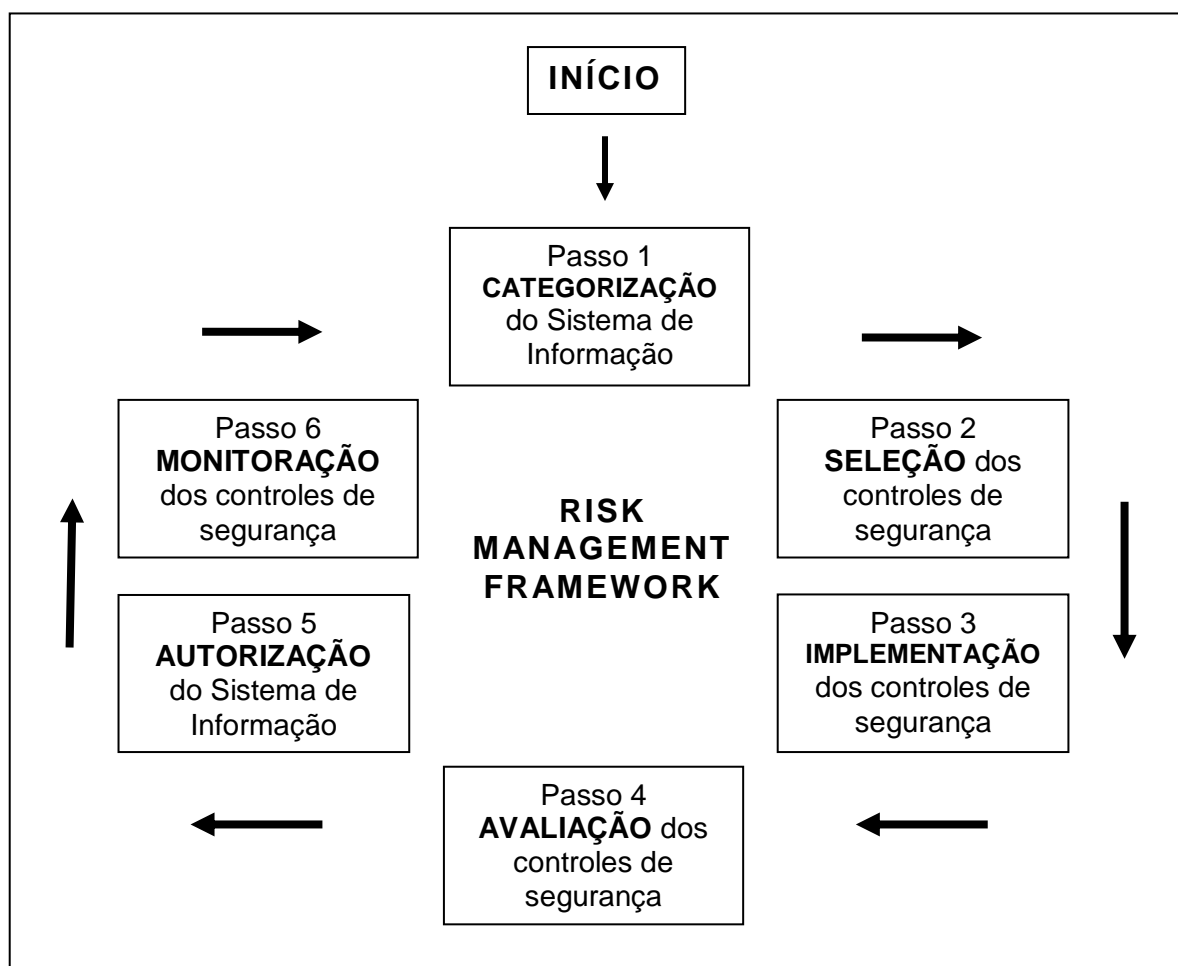 INÍCIO
Passo 1
CATEGORIZAÇÃO
do Sistema de
Informação
Passo 6
MONITORAÇÃO
dos controles de
segurança
Passo 2
SELEÇÃO dos
controles de
segurança
RISK
MANAGEMENT
FRAMEWORK
Passo 5
AUTORIZAÇÃO
do Sistema de
Informação
Passo 3
IMPLEMENTAÇÃO
dos controles de
segurança
Passo 4
AVALIAÇÃO dos
controles de
segurança